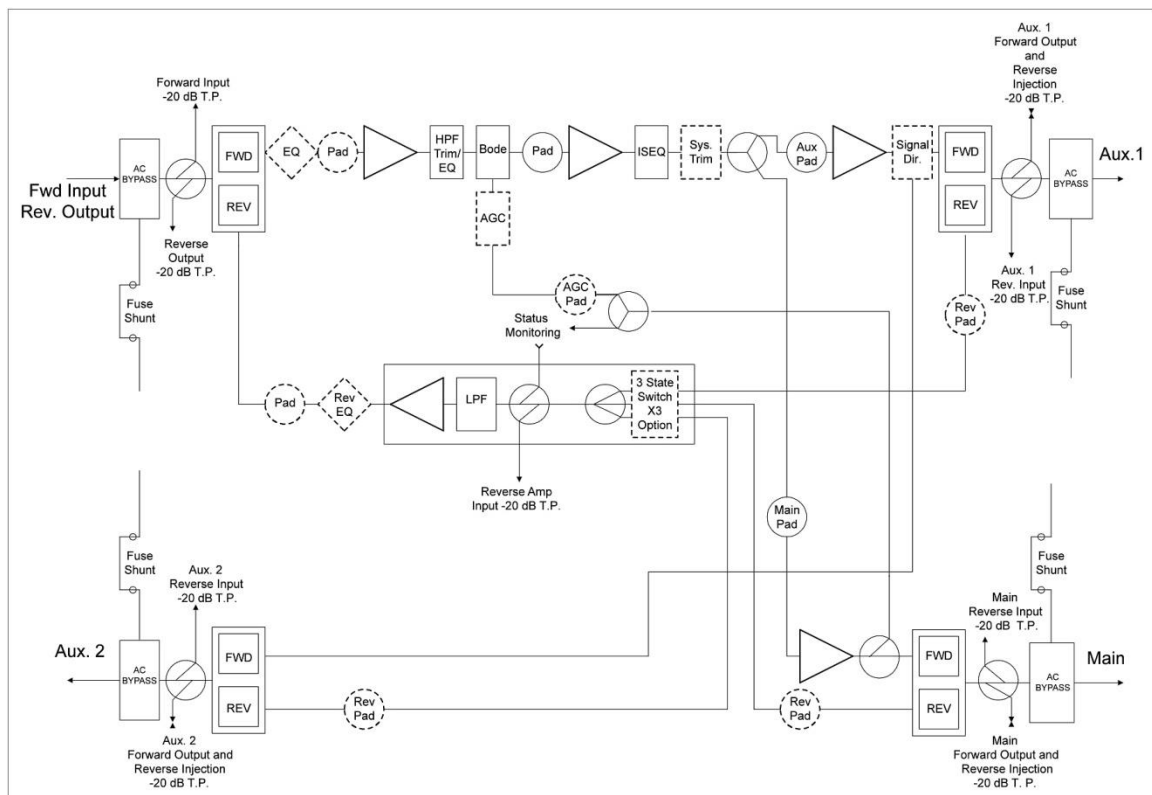 Aux. 1
Forward Output
and
Reverse
Injection
-20 dB T.P.
Forward Input
-20 dB T.P.
AC
BYPASS
FWD
REV
EQ
Pad
HPF
Trim/
EQ
Bode
Pad
ISEQ
Sys.
Trim
Aux
Pad
Signal
Dir.
FWD
REV
AC
BYPASS
Aux.1
Fwd Input
Rev. Output
AGC
Reverse
Output
-20 dB T.P.
Aux. 1
Rev. Input
-20 dB T.P.
Fuse
Shunt
AGC
Pad
Rev
Pad
Fuse
Shunt
Status
Monitoring
Pad
Rev
EQ
LPF
3 State
Switch
X3
Option
Reverse Amp
Input -20 dB T.P.
Main
Pad
Fuse
Shunt
Aux. 2
Reverse Input
-20 dB T.P.
Fuse
Shunt
Main
Reverse Input
-20 dB T.P.
Aux. 2
AC
BYPASS
FWD
REV
Rev
Pad
Rev
Pad
FWD
REV
AC
BYPASS
Main
Aux. 2
Forward Output and
Reverse Injection
-20 dB T.P.
Main
Forward Output and
Reverse Injection
-20 dB T. P.